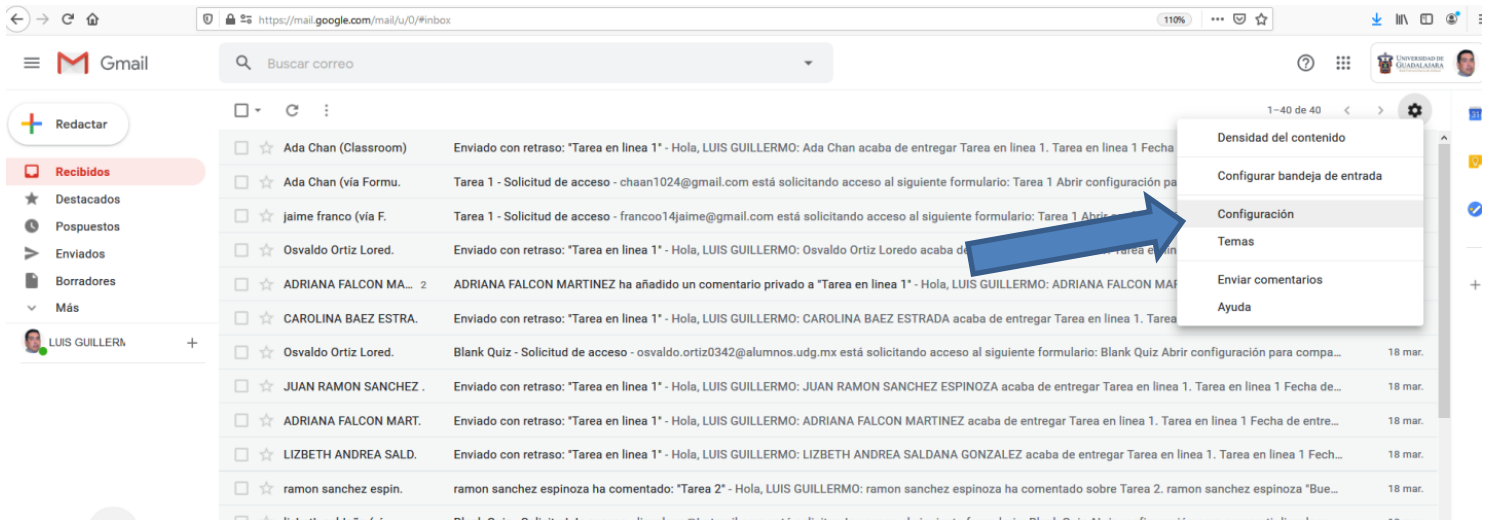 https://mail.google.com/mail/u/0/#inbox
110%
Gmail
Buscar correo
UNIVERSIDAD DE GUADALAJARA
Redactar
1–40 de 40
Recibidos
Destacados
Pospuestos
Enviados
Borradores
Más
LUIS GUILLERM
Ada Chan (Classroom) Enviado con retraso: "Tarea en linea 1" - Hola, LUIS GUILLERMO: Ada Chan acaba de entregar Tarea en linea 1. Tarea en linea 1 Fecha
Ada Chan (vía Formu. Tarea 1 - Solicitud de acceso - chaan1024@gmail.com está solicitando acceso al siguiente formulario: Tarea 1 Abrir configuración pa
jaime franco (vía F. Tarea 1 - Solicitud de acceso - francoo14jaime@gmail.com está solicitando acceso al siguiente formulario: Tarea 1 Abrir
Osvaldo Ortiz Lored. Enviado con retraso: "Tarea en linea 1" - Hola, LUIS GUILLERMO: Osvaldo Ortiz Loredo acaba de
ADRIANA FALCON MA... 2 ADRIANA FALCON MARTINEZ ha añadido un comentario privado a "Tarea en linea 1" - Hola, LUIS GUILLERMO: ADRIANA FALCON MAR
CAROLINA BAEZ ESTRA. Enviado con retraso: "Tarea en linea 1" - Hola, LUIS GUILLERMO: CAROLINA BAEZ ESTRADA acaba de entregar Tarea en linea 1. Tarea
Osvaldo Ortiz Lored. Blank Quiz - Solicitud de acceso - osvaldo.ortiz0342@alumnos.udg.mx está solicitando acceso al siguiente formulario: Blank Quiz Abrir configuración para compa... 18 mar.
JUAN RAMON SANCHEZ . Enviado con retraso: "Tarea en linea 1" - Hola, LUIS GUILLERMO: JUAN RAMON SANCHEZ ESPINOZA acaba de entregar Tarea en linea 1. Tarea en linea 1 Fecha de... 18 mar.
ADRIANA FALCON MART. Enviado con retraso: "Tarea en linea 1" - Hola, LUIS GUILLERMO: ADRIANA FALCON MARTINEZ acaba de entregar Tarea en linea 1. Tarea en linea 1 Fecha de entre... 18 mar.
LIZBETH ANDREA SALD. Enviado con retraso: "Tarea en linea 1" - Hola, LUIS GUILLERMO: LIZBETH ANDREA SALDANA GONZALEZ acaba de entregar Tarea en linea 1. Tarea en linea 1 Fech... 18 mar.
ramon sanchez espin. ramon sanchez espinoza ha comentado: "Tarea 2" - Hola, LUIS GUILLERMO: ramon sanchez espinoza ha comentado sobre Tarea 2. ramon sanchez espinoza "Bue... 18 mar.
Densidad del contenido
Configurar bandeja de entrada
Configuración
Temas
Enviar comentarios
Ayuda
31